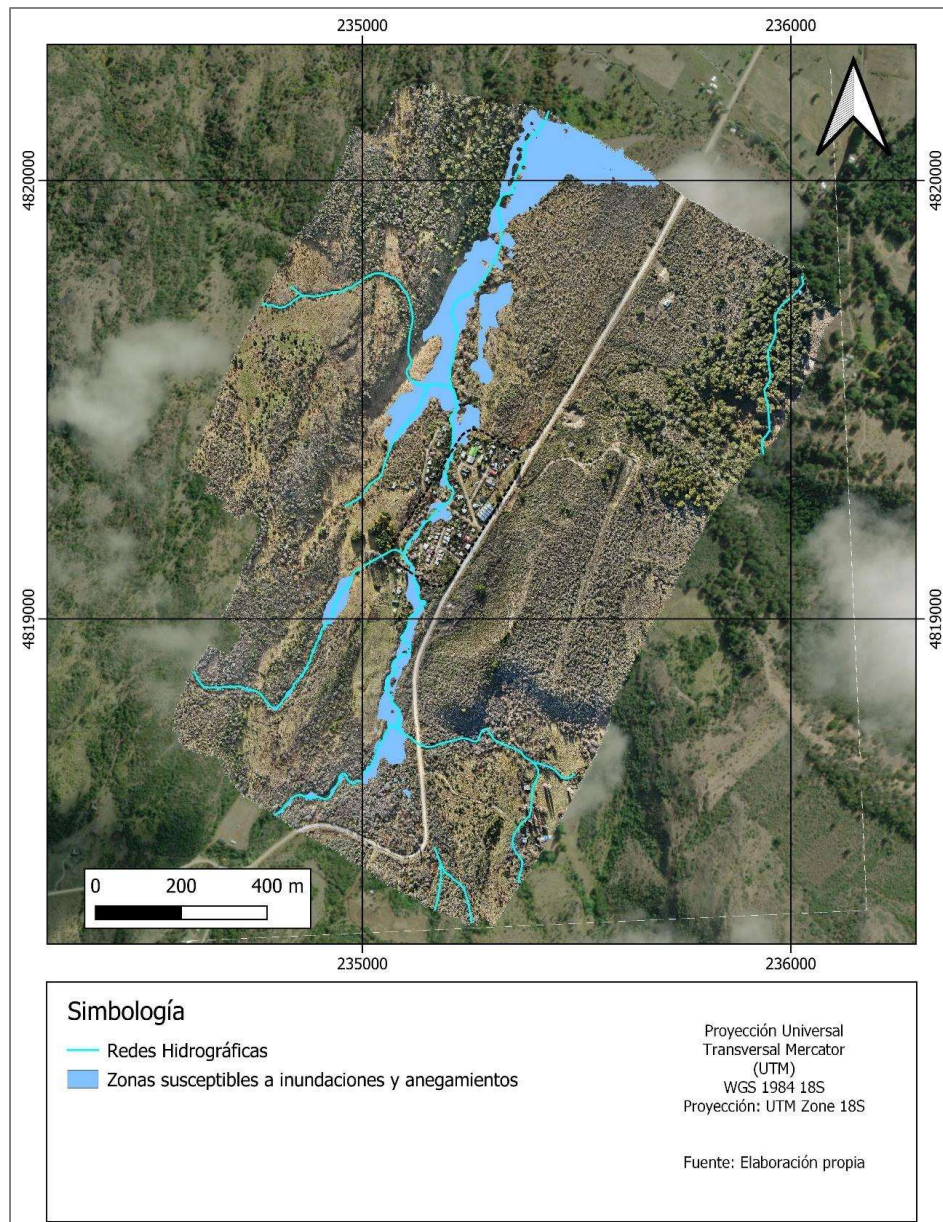 235000
236000
4820000
4820000
4819000
4819000
0
200
400 m
235000
236000
Simbología
Redes Hidrográficas
Zonas susceptibles a inundaciones y anegamientos
Proyección Universal
Transversal Mercator
(UTM)
WGS 1984 18S
Proyección: UTM Zone 18S
Fuente: Elaboración propia